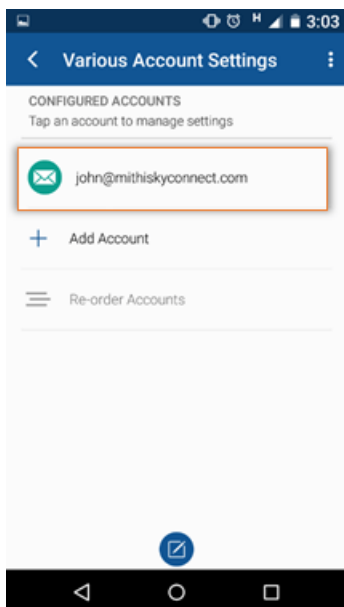 H 3:03
Various Account Settings
CONFIGURED ACCOUNTS
Tap an account to manage settings
john@mithiskyconnect.com
Add Account
Re-order Accounts